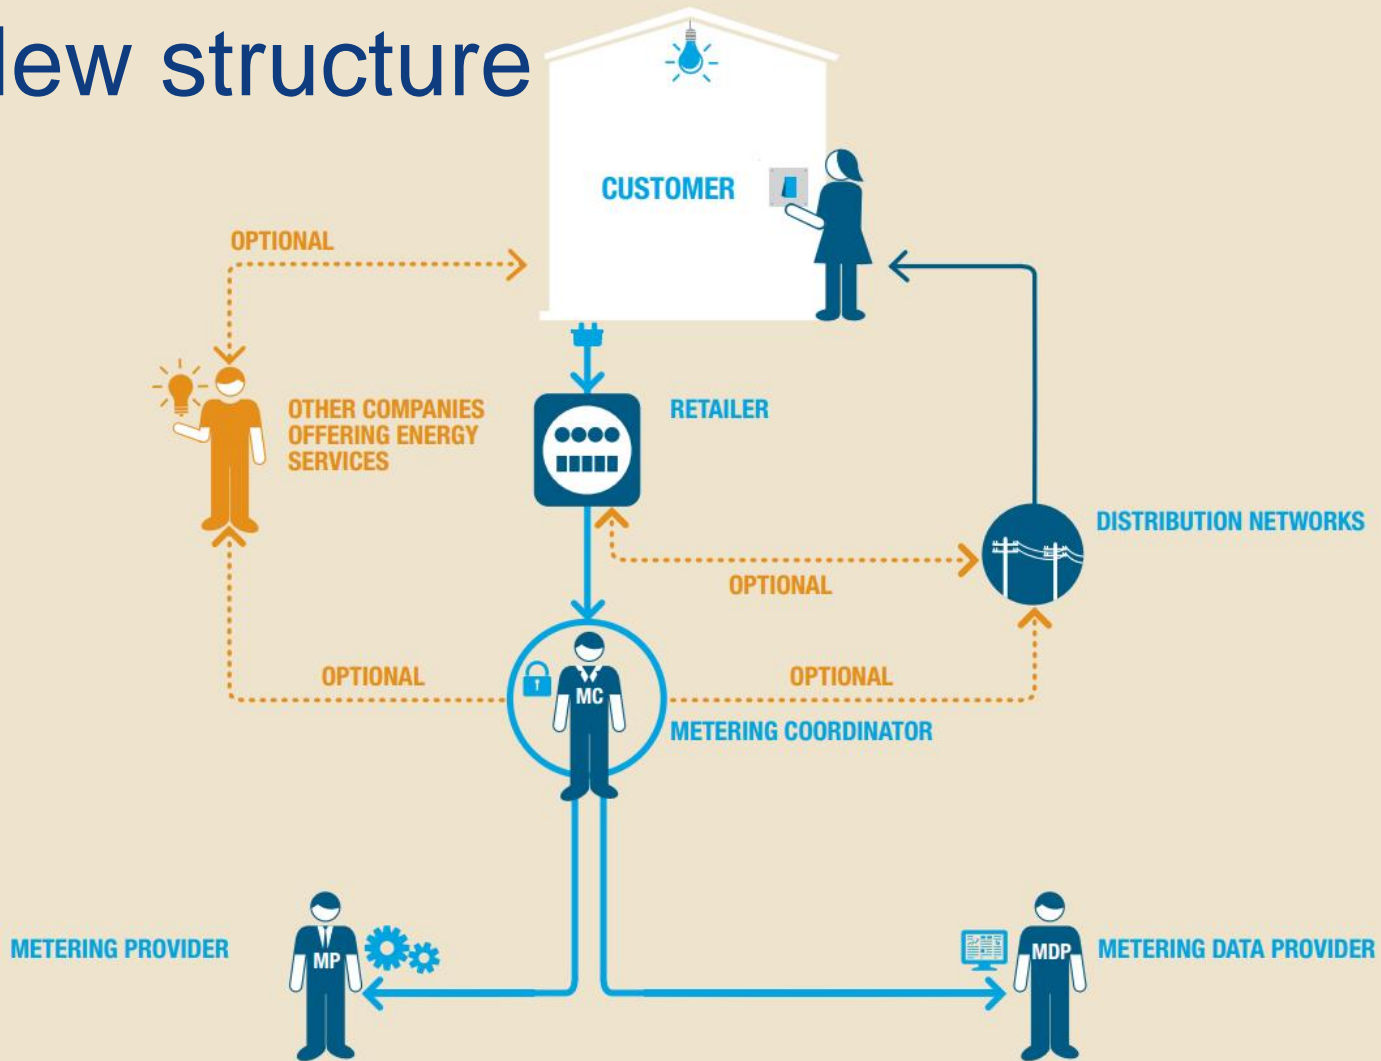 lew structure
CUSTOMER
OPTIONAL
OTHER COMPANIES
OFFERING ENERGY
SERVICES
RETAILER
DISTRIBUTION NETWORKS
OPTIONAL
OPTIONAL
OPTIONAL
MC
METERING COORDINATOR
METERING PROVIDER
MP
MDP
METERING DATA PROVIDER